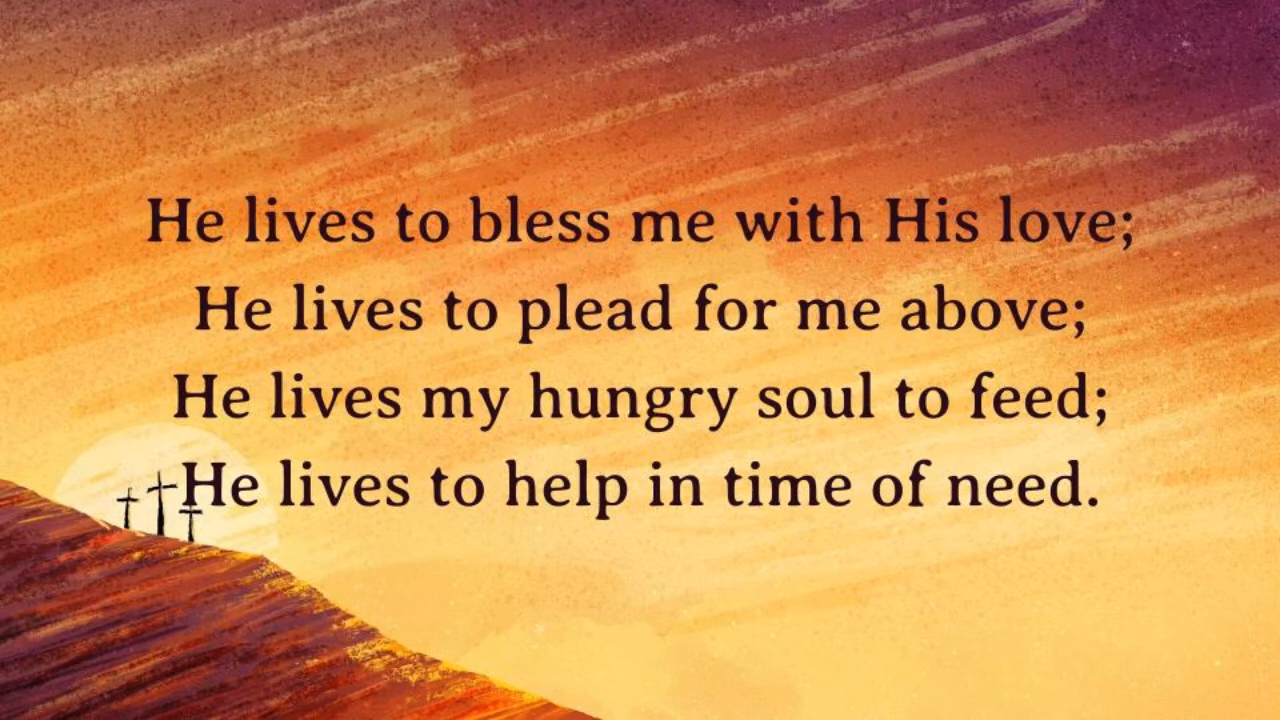 He lives to bless me with His love;
He lives to plead for me above;
He lives my hungry soul to feed;
He lives to help in time of need.